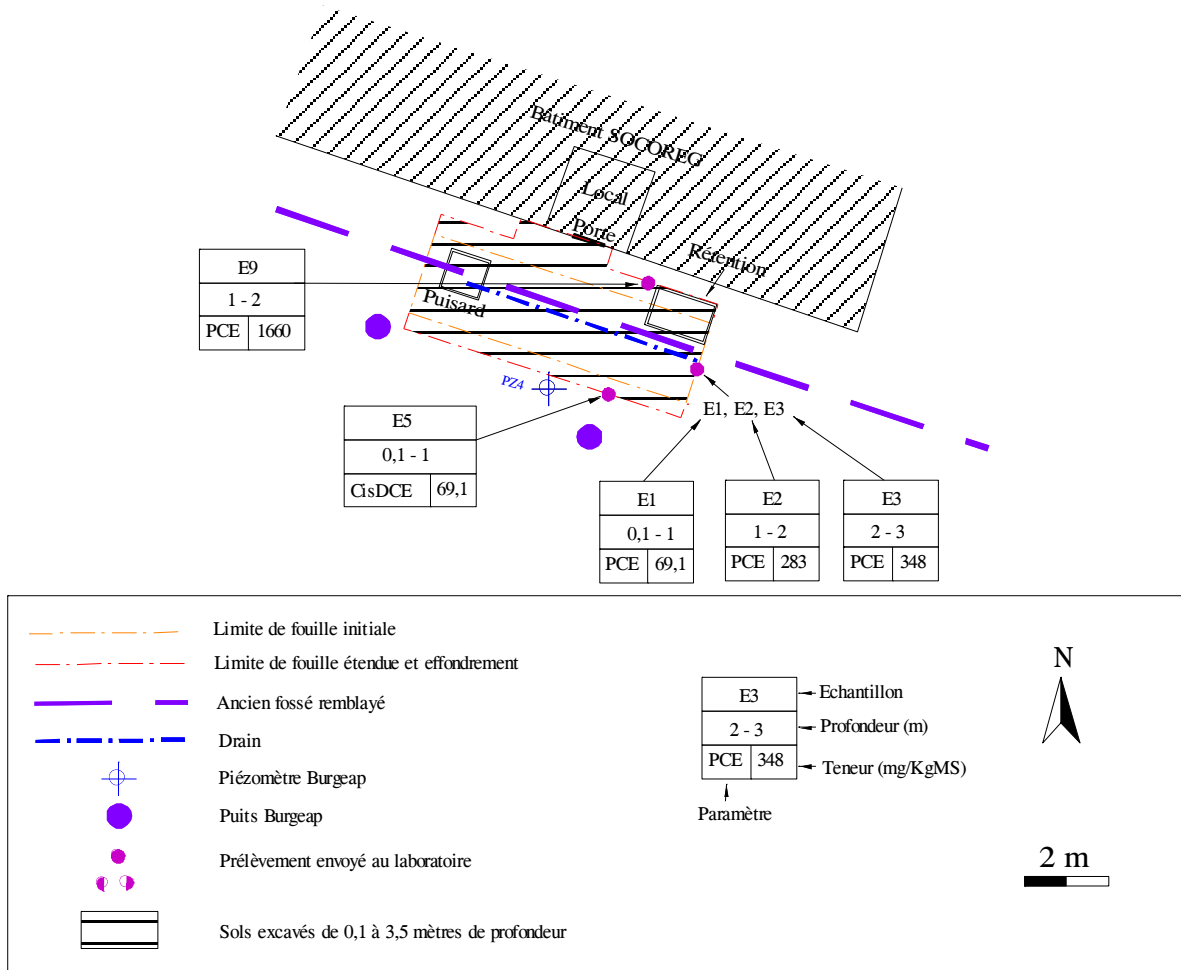 Bâtiment SOCOREG
Local
Porte
Rétention
E9
1 - 2
PCE 1660
Puisard
PZ4
E5
0,1 - 1
CisDCE 69,1
E1, E2, E3
E1
0,1 - 1
PCE 69,1
E2
1 - 2
PCE 283
E3
2 - 3
PCE 348
Limite de fouille initiale
Limite de fouille étendue et effondrement
Ancien fossé remblayé
Drain
Piézomètre Burgeap
Puits Burgeap
Prélèvement envoyé au laboratoire
Sols excavés de 0,1 à 3,5 mètres de profondeur
E3
Echantillon
2 - 3
Profondeur (m)
PCE 348
Teneur (mg/KgMS)
Paramètre
N
2 m